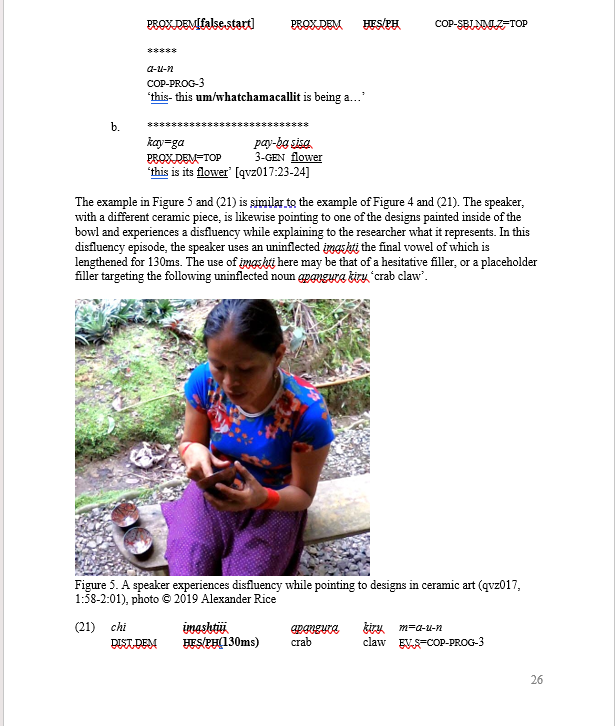 PROX.DEM[false.start] PROX.DEM HES/PH COP-SBJ.NMLZ=TOP
*****
a-u-n
COP-PROG-3
‘this- this um/whatchamacallit is being a…’
b. ***************************
kay=ga pay-ba sisa
PROX.DEM=TOP 3-GEN flower
‘this is its flower’ [qvz017:23-24]
The example in Figure 5 and (21) is similar to the example of Figure 4 and (21). The speaker,
with a different ceramic piece, is likewise pointing to one of the designs painted inside of the
bowl and experiences a disfluency while explaining to the researcher what it represents. In this
disfluency episode, the speaker uses an uninflected imashti the final vowel of which is
lengthened for 130ms. The use of imashti here may be that of a hesitative filler, or a placeholder
filler targeting the following uninflected noun apangura kiru ‘crab claw’.
Figure 5. A speaker experiences disfluency while pointing to designs in ceramic art (qvz017,
1:58-2:01), photo © 2019 Alexander Rice
(21) chi imashtiii apangura kiru m=a-u-n
DIST.DEM HES/PH(130ms) crab claw EV.S=COP-PROG-3
26